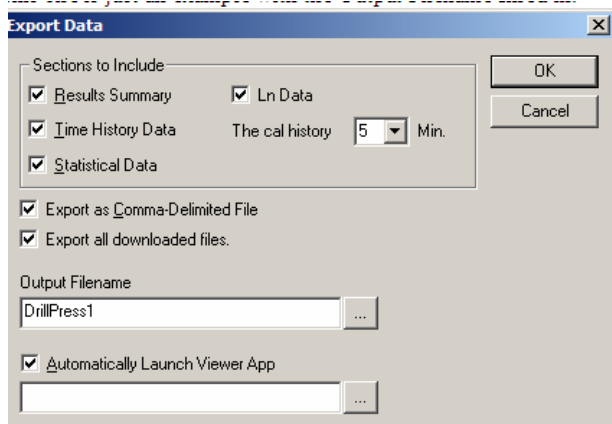 Export Data
Sections to Include
OK
Results Summary
Ln Data
Cancel
Time History Data
The cal history 5 Min.
Statistical Data
Export as Comma-Delimited File
Export all downloaded files.
Output Filename
DrillPress1
...
Automatically Launch Viewer App
...